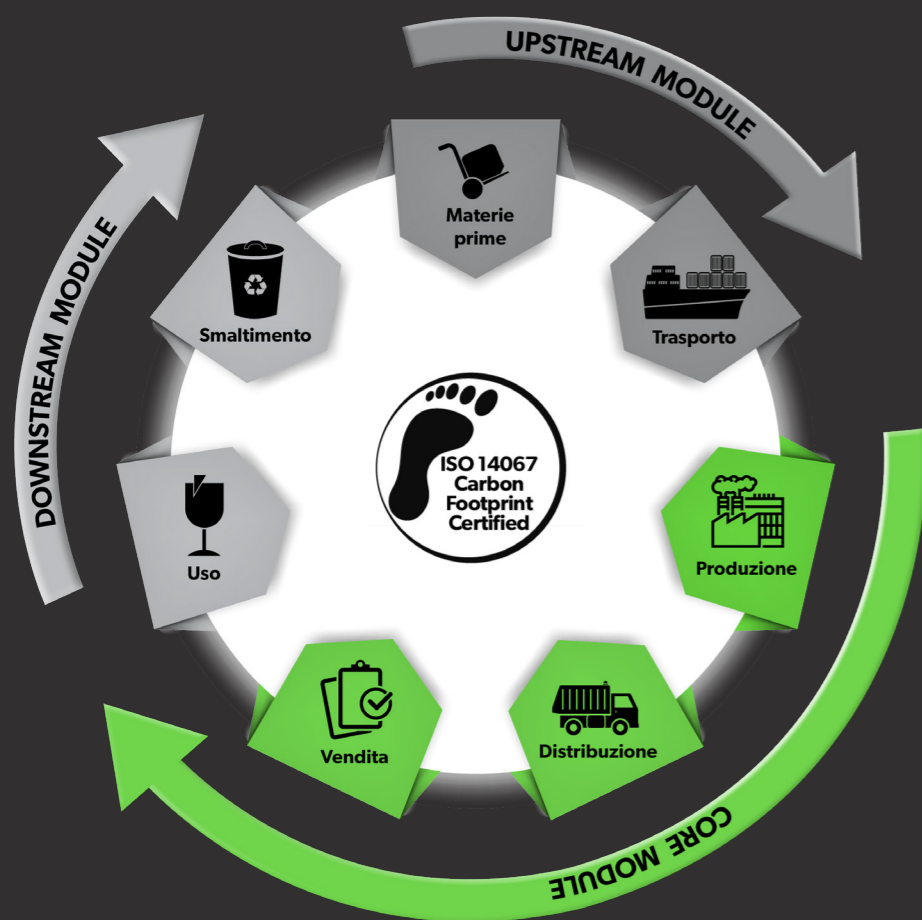 UPSTREAM MODULE
Materie
prime
Trasporto
Produzione
Distribuzione
CORE MODULE
Vendita
Uso
Smaltimento
DOWNSTREAM MODULE
ISO 14067
Carbon
Footprint
Certified